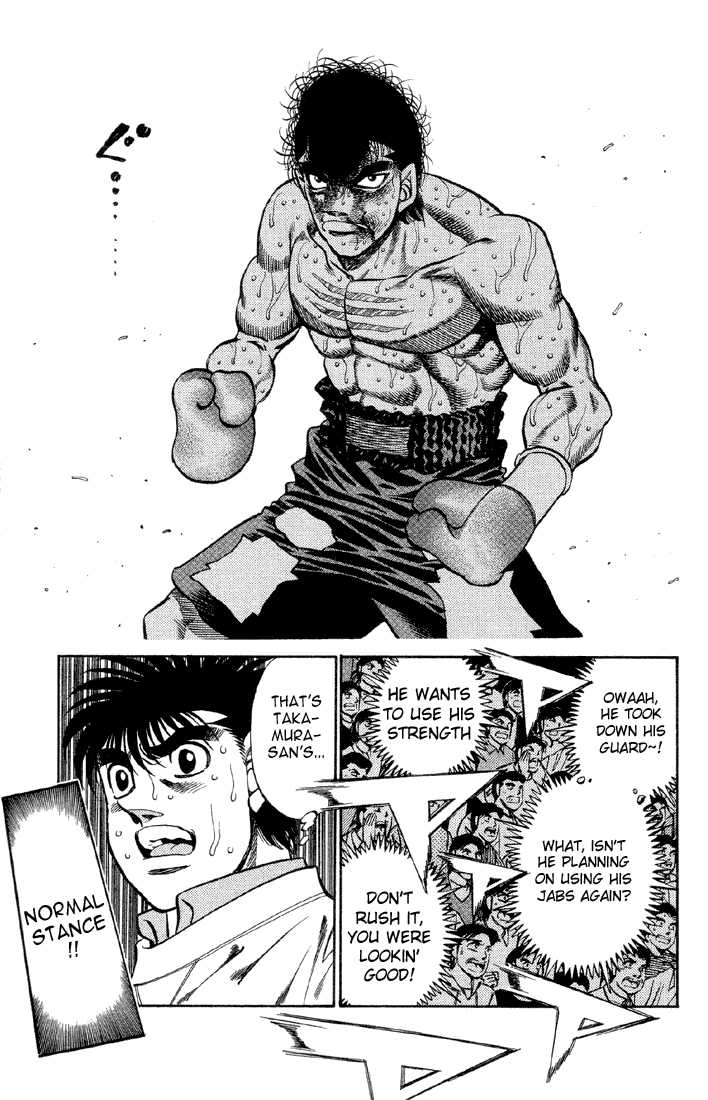 ぐ……
OWAAH,
HE TOOK
DOWN HIS
GUARD~!
HE WANTS
TO USE HIS
STRENGTH
WHAT, ISN'T
HE PLANNING
ON USING HIS
JABS AGAIN?
DON'T
RUSH IT,
YOU WERE
LOOKIN'
GOOD!
THAT'S
TAKA-
MURA-
SAN'S...
NORMAL
STANCE
!!